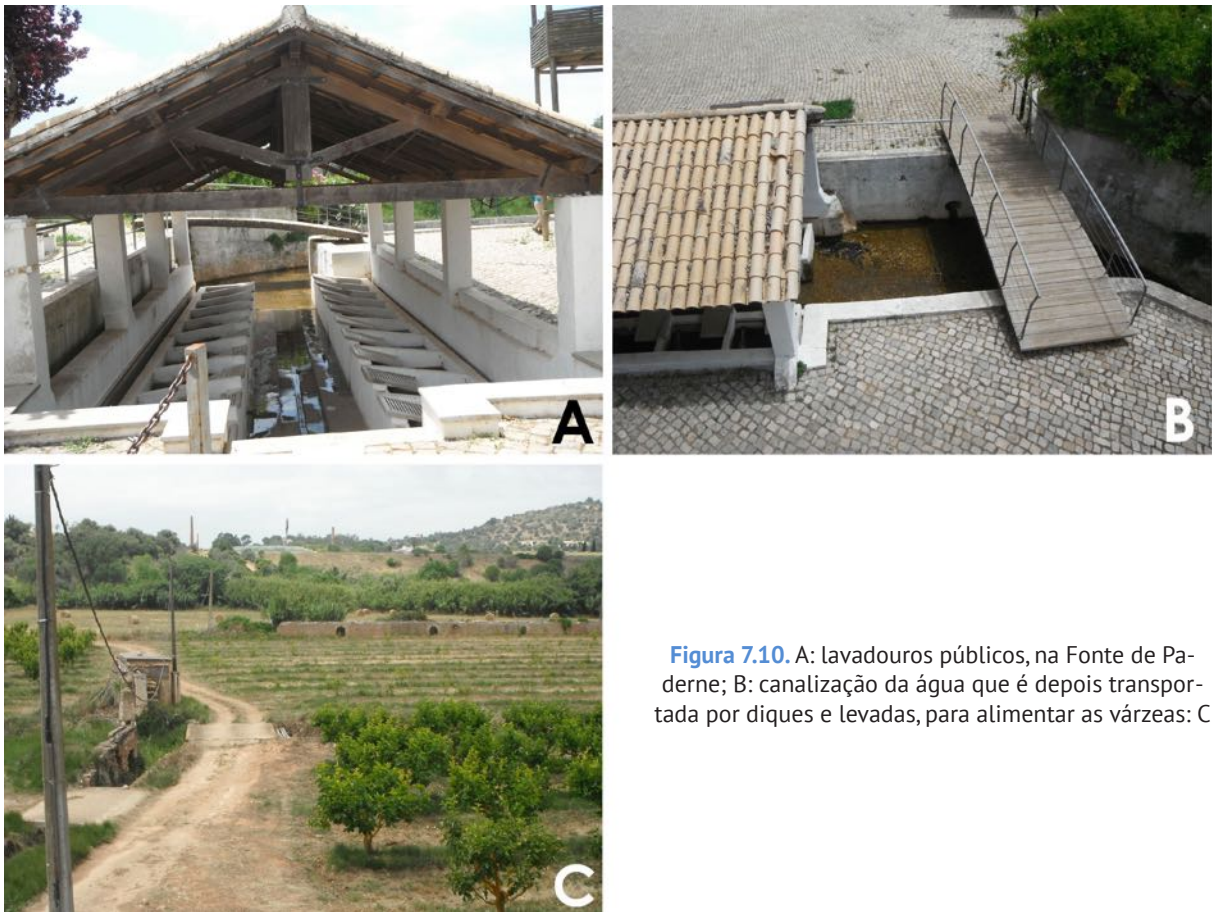 A
B
C
Figura 7.10. A: lavadouros públicos, na Fonte de Pa-
derne; B: canalização da água que é depois transpor-
tada por diques e levadas, para alimentar as várzeas: C